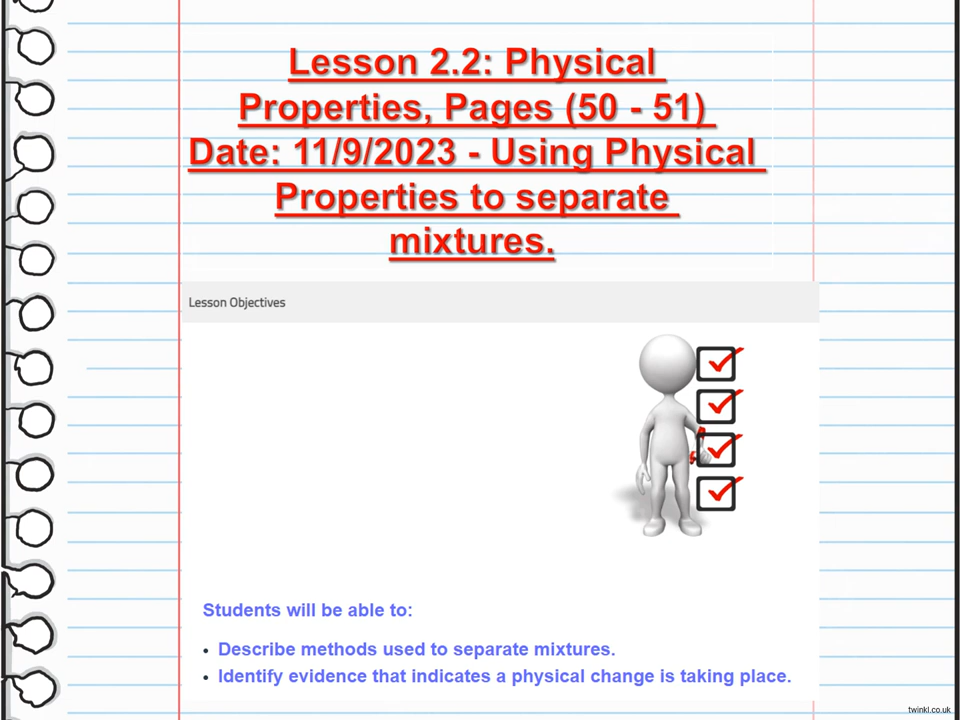 Lesson 2.2: Physical
Properties, Pages (50 - 51)
Date: 11/9/2023 - Using Physical
Properties to separate
mixtures.
Lesson Objectives
Students will be able to:
• Describe methods used to separate mixtures.
• Identify evidence that indicates a physical change is taking place.
twinkl.co.uk